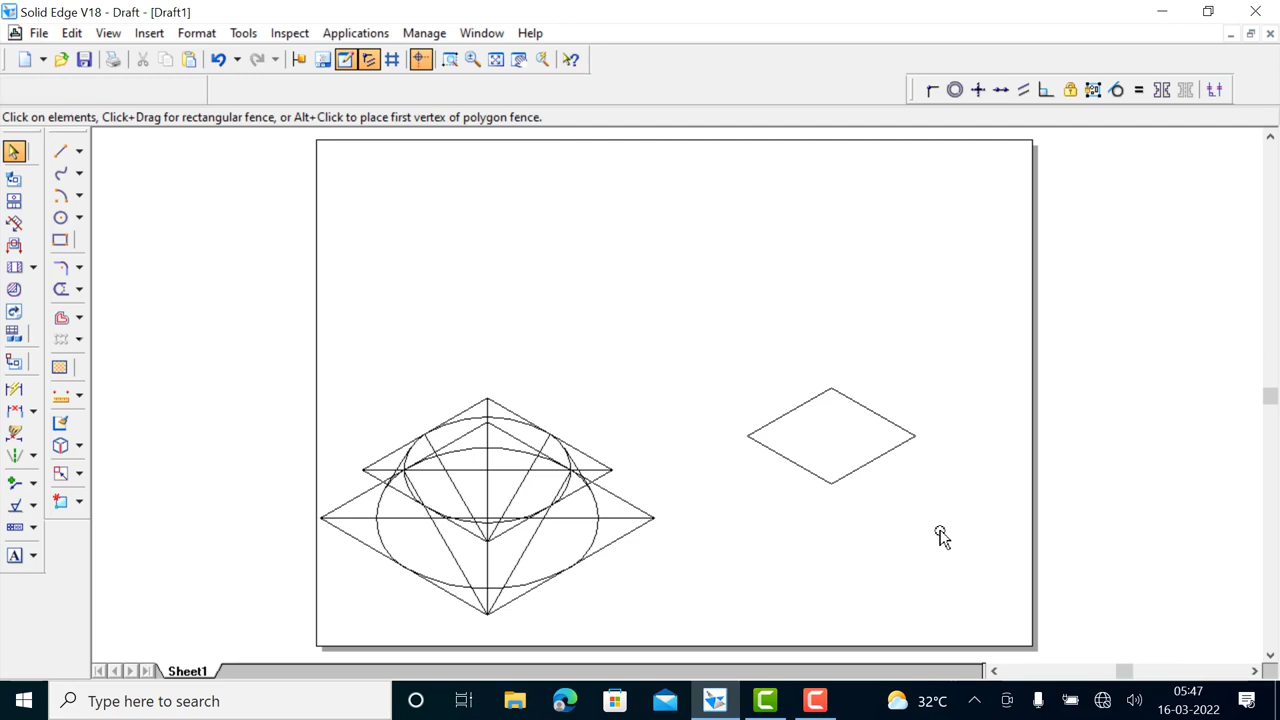 Solid Edge V18 - Draft - [Draft1]
File Edit View Insert Format Tools Inspect Applications Manage Window Help
Click on elements, Click+Drag for rectangular fence, or Alt+Click to place first vertex of polygon fence.
A
Sheet1
Type here to search
32°C
05:47
16-03-2022